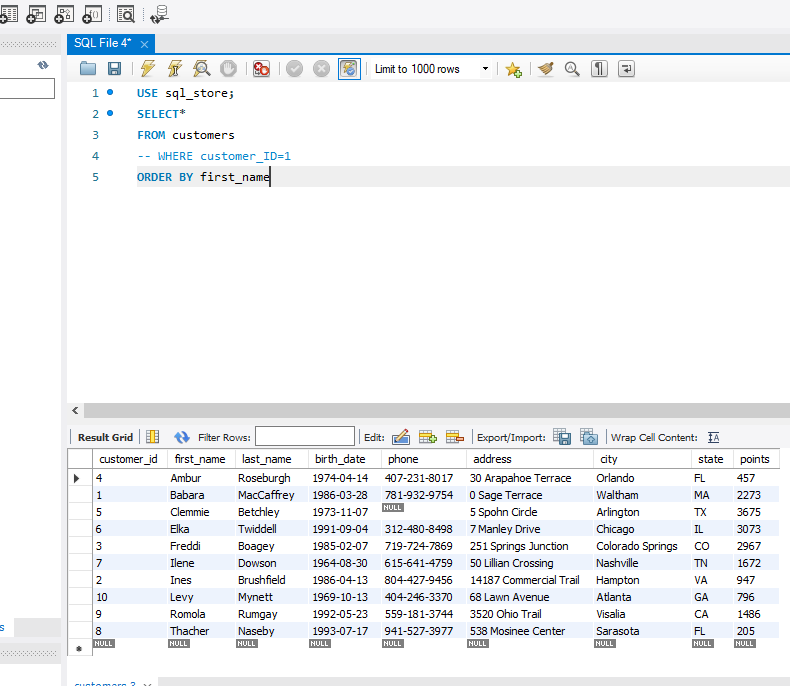 SQL File 4*
Limit to 1000 rows
1 USE sql_store;
2 SELECT*
3 FROM customers
4 -- WHERE customer_ID=1
5 ORDER BY first_name
Result Grid Filter Rows: Edit: Export/Import: Wrap Cell Content:
customer_id first_name last_name birth_date phone address city state points
4 Ambur Roseburgh 1974-04-14 407-231-8017 30 Arapahoe Terrace Orlando FL 457
1 Babara MacCaffrey 1986-03-28 781-932-9754 0 Sage Terrace Waltham MA 2273
5 Clemmie Betchley 1973-11-07 NULL 5 Spohn Circle Arlington TX 3675
6 Elka Twiddell 1991-09-04 312-480-8498 7 Manley Drive Chicago IL 3073
3 Freddi Boagey 1985-02-07 719-724-7869 251 Springs Junction Colorado Springs CO 2967
7 Ilene Dowson 1964-08-30 615-641-4759 50 Lillian Crossing Nashville TN 1672
2 Ines Brushfield 1986-04-13 804-427-9456 14187 Commercial Trail Hampton VA 947
10 Levy Mynett 1969-10-13 404-246-3370 68 Lawn Avenue Atlanta GA 796
9 Romola Rumgay 1992-05-23 559-181-3744 3520 Ohio Trail Visalia CA 1486
8 Thacher Naseby 1993-07-17 941-527-3977 538 Mosinee Center Sarasota FL 205
NULL NULL NULL NULL NULL NULL NULL NULL NULL